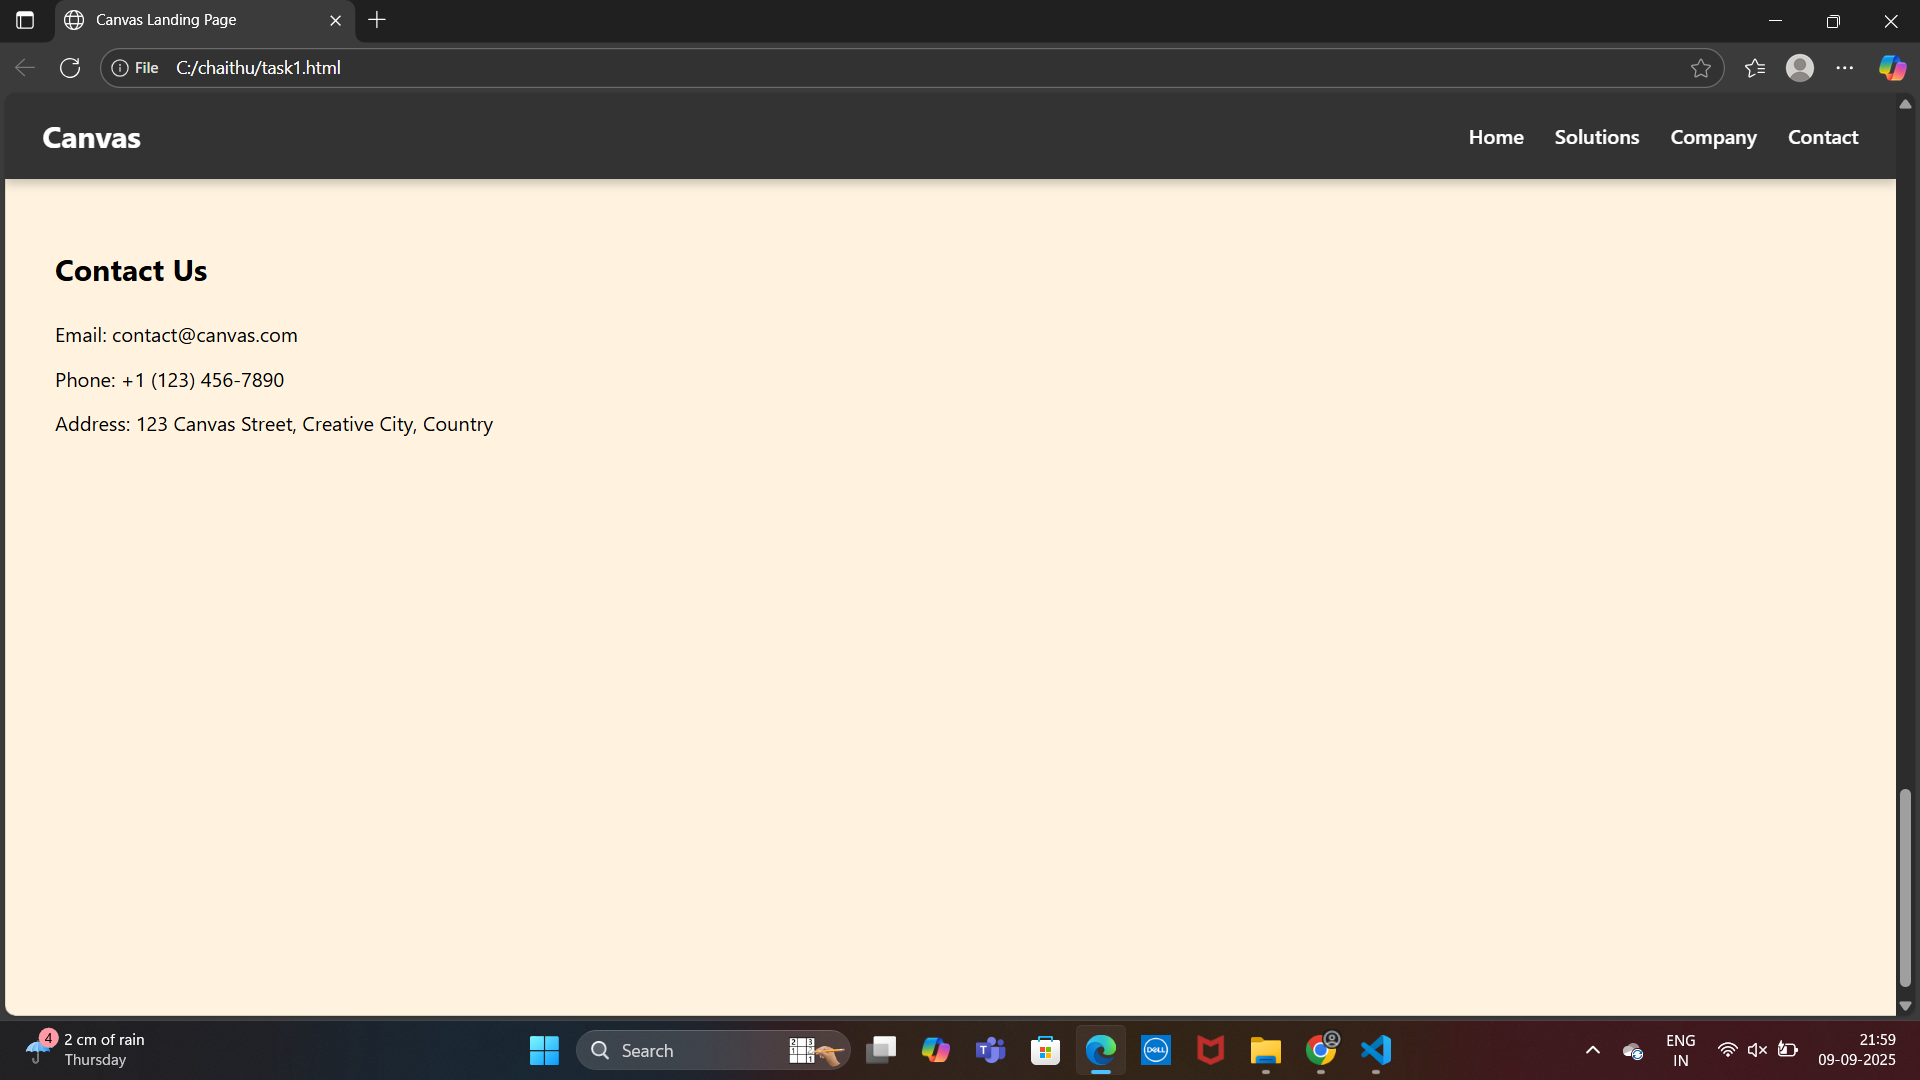 Canvas Landing Page
File C:/chaithu/task1.html
Canvas
Home Solutions Company Contact
Contact Us
Email: contact@canvas.com
Phone: +1 (123) 456-7890
Address: 123 Canvas Street, Creative City, Country
4
2 cm of rain
Thursday
Search
DELL
ENG
IN
21:59
09-09-2025